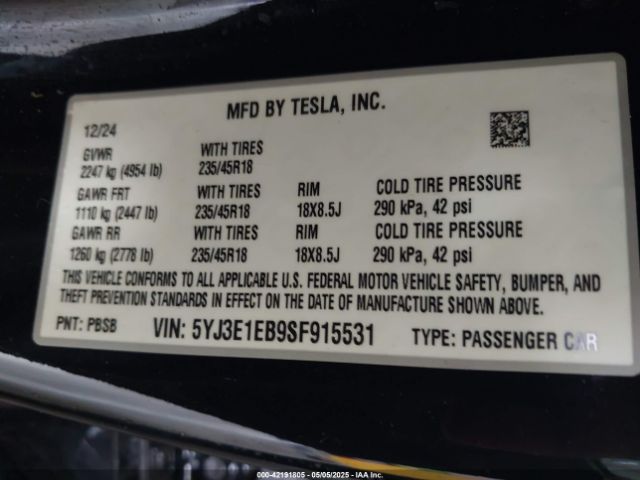 MFD BY TESLA, INC.
12/24
GVWR WITH TIRES
2247 kg (4954 lb) 235/45R18
GAWR FRT WITH TIRES RIM COLD TIRE PRESSURE
1110 kg (2447 lb) 235/45R18 18X8.5J 290 kPa, 42 psi
GAWR RR WITH TIRES RIM COLD TIRE PRESSURE
1260 kg (2778 lb) 235/45R18 18X8.5J 290 kPa, 42 psi
THIS VEHICLE CONFORMS TO ALL APPLICABLE U.S. FEDERAL MOTOR VEHICLE SAFETY, BUMPER, AND
THEFT PREVENTION STANDARDS IN EFFECT ON THE DATE OF MANUFACTURE SHOWN ABOVE.
PNT: PBSB VIN: 5YJ3E1EB9SF915531 TYPE: PASSENGER CAR
000-42191805 - 05/05/2025 - IAA Inc.